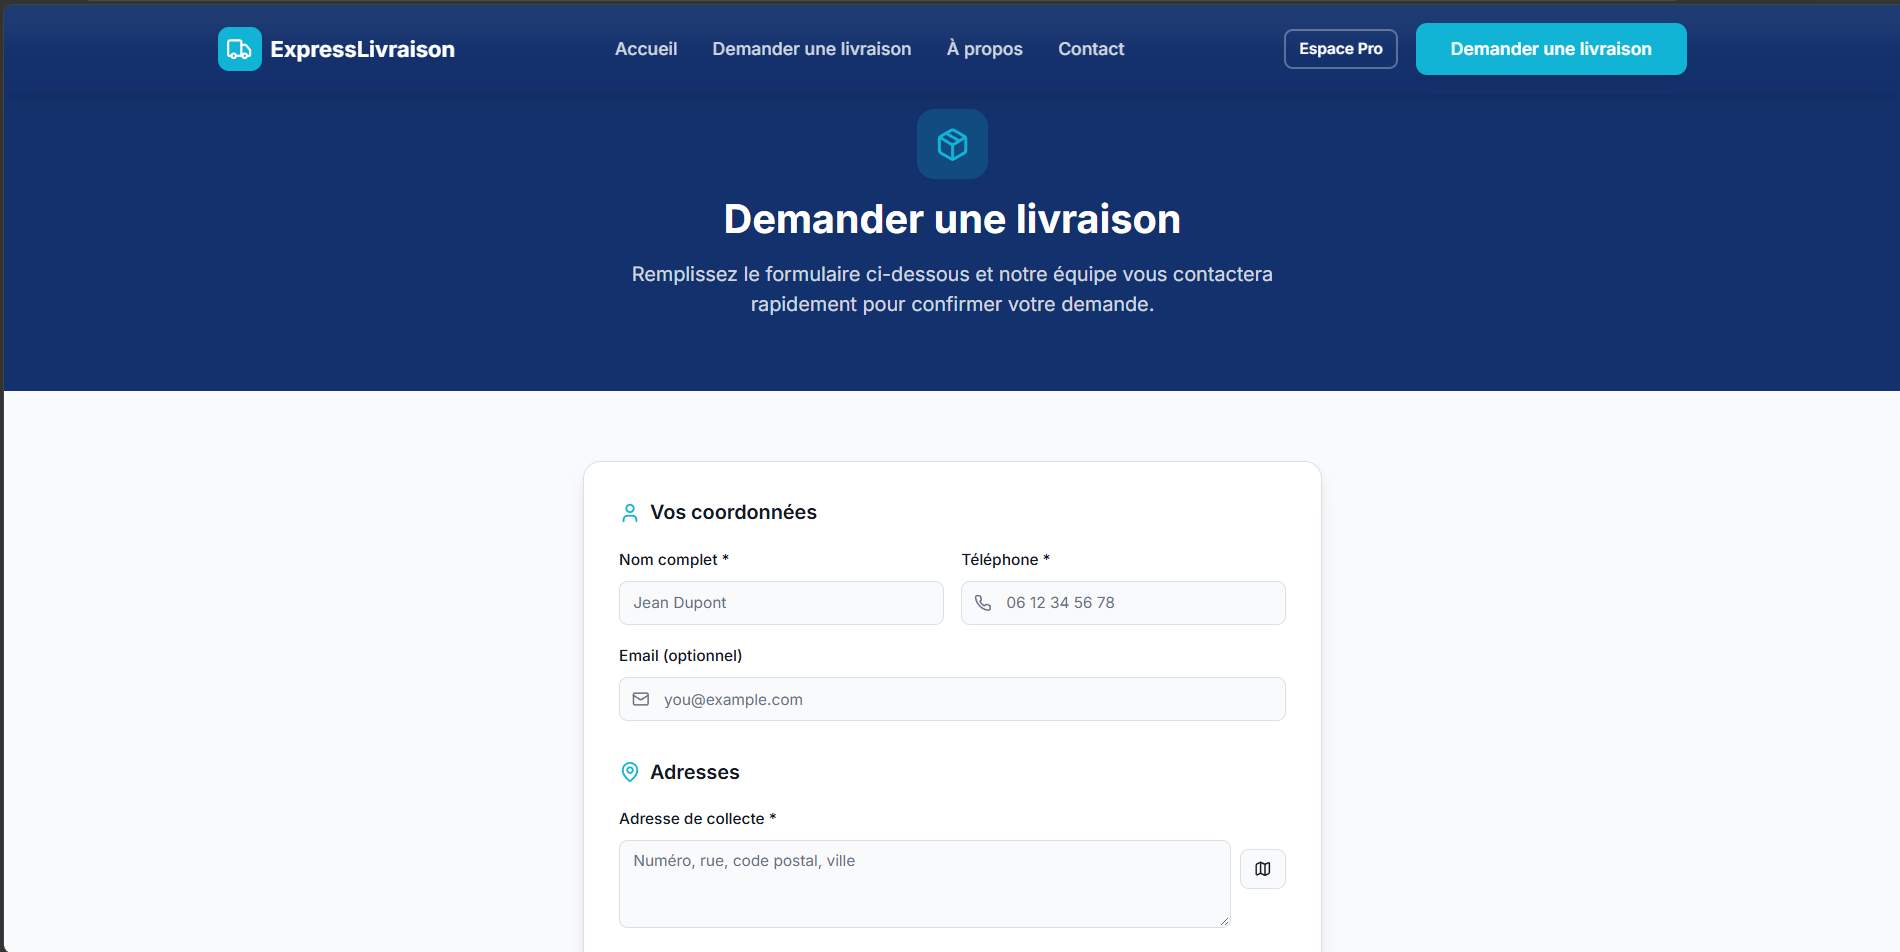 ExpressLivraison
Accueil
Demander une livraison
À propos
Contact
Espace Pro
Demander une livraison
Demander une livraison
Remplissez le formulaire ci-dessous et notre équipe vous contactera
rapidement pour confirmer votre demande.
Vos coordonnées
Nom complet *
Téléphone *
Jean Dupont
06 12 34 56 78
Email (optionnel)
you@example.com
Adresses
Adresse de collecte *
Numéro, rue, code postal, ville